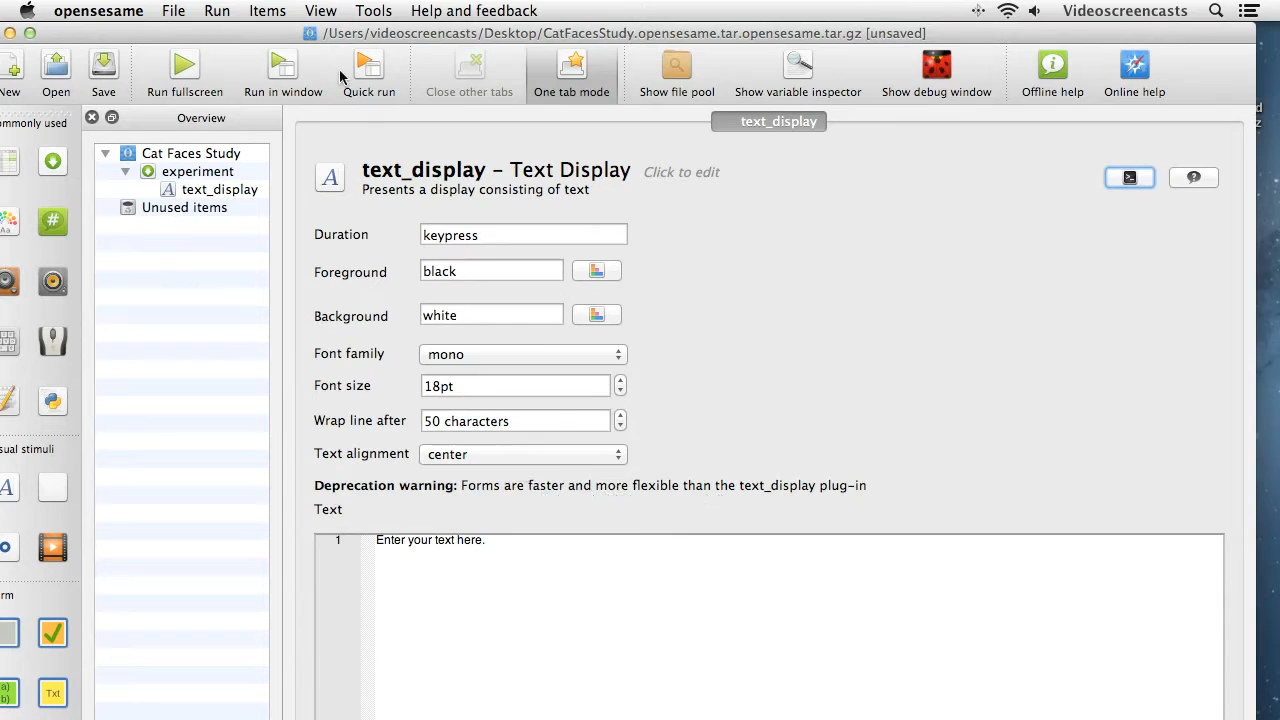 opensesame File Run Items View Tools Help and feedback Videoscreencasts
/Users/videoscreencasts/Desktop/CatFacesStudy.opensesame.tar.opensesame.tar.gz [unsaved]
New Open Save Run fullscreen Run in window Quick run Close other tabs One tab mode Show file pool Show variable inspector Show debug window Offline help Online help
ommonly used
Overview
text_display
Cat Faces Study
experiment
text_display
Unused items
text_display – Text Display Click to edit
Presents a display consisting of text
Duration keypress
Foreground black
Background white
Font family mono
Font size 18pt
Wrap line after 50 characters
Text alignment center
sual stimuli
Deprecation warning: Forms are faster and more flexible than the text_display plug-in
Text
1 Enter your text here.
rm
a)
b)
Txt